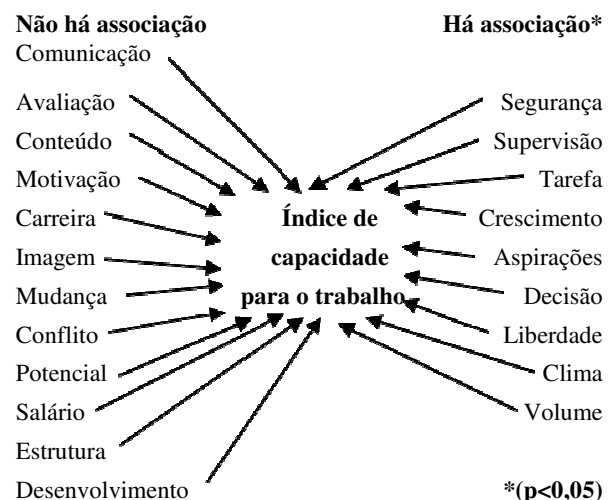 Não há associação
Comunicação
Avaliação
Conteúdo
Motivação
Carreira
Imagem
Mudança
Conflito
Potencial
Salário
Estrutura
Desenvolvimento
Índice de
capacidade
para o trabalho
Há associação*
Segurança
Supervisão
Tarefa
Crescimento
Aspirações
Decisão
Liberdade
Clima
Volume
*(p<0,05)